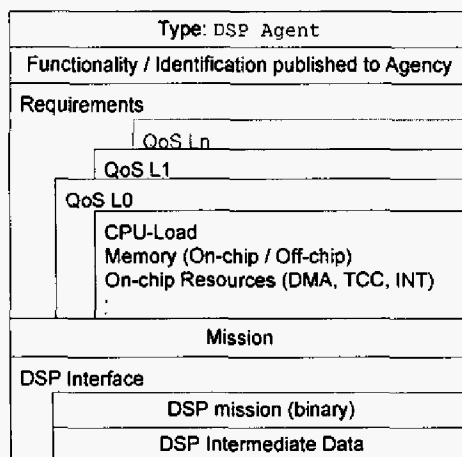 Type: DSP Agent
Functionality / Identification published to Agency
Requirements
QoS Ln
QoS L1
QoS L0
CPU-Load
Memory (On-chip / Off-chip)
On-chip Resources (DMA, TCC, INT)
:
Mission
DSP Interface
DSP mission (binary)
DSP Intermediate Data